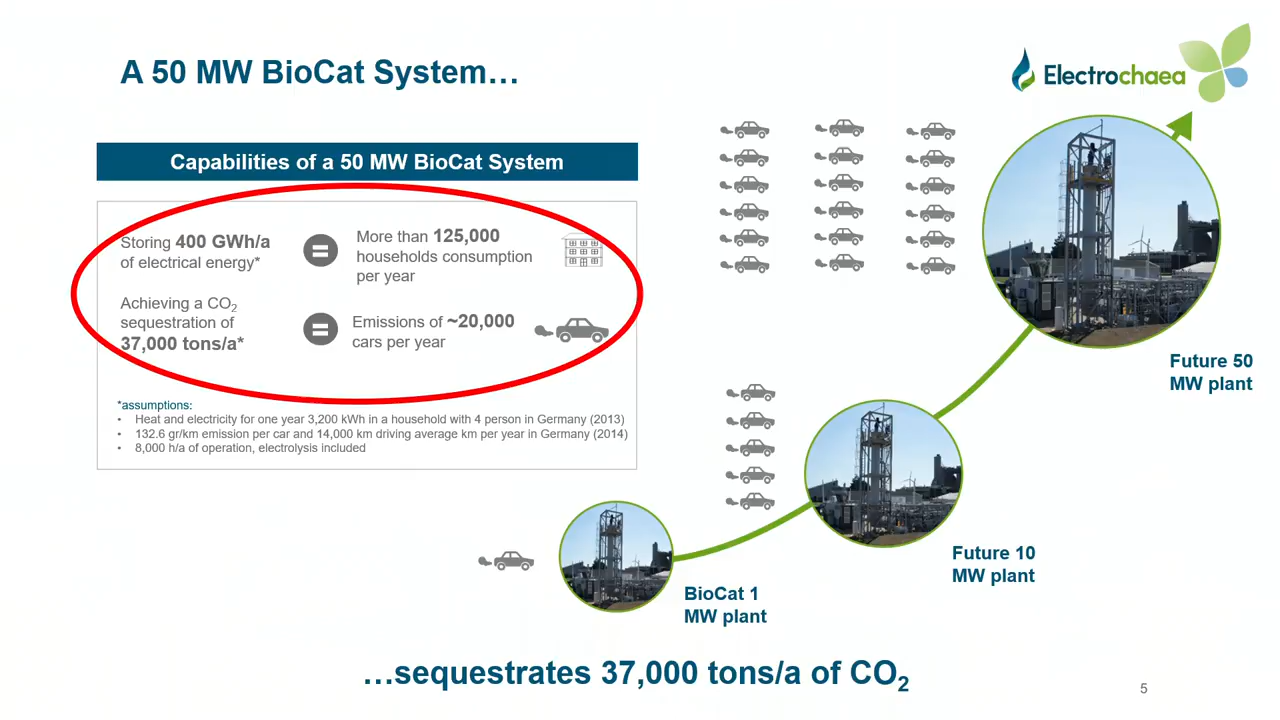 A 50 MW BioCat System…
Electrochaea
Capabilities of a 50 MW BioCat System
Storing 400 GWh/a
of electrical energy*
=
More than 125,000
households consumption
per year
Achieving a CO₂
sequestration of
37,000 tons/a*
=
Emissions of ~20,000
cars per year
*assumptions:
• Heat and electricity for one year 3,200 kWh in a household with 4 person in Germany (2013)
• 132.6 gr/km emission per car and 14,000 km driving average km per year in Germany (2014)
• 8,000 h/a of operation, electrolysis included
Future 50
MW plant
Future 10
MW plant
BioCat 1
MW plant
…sequestrates 37,000 tons/a of CO₂
5